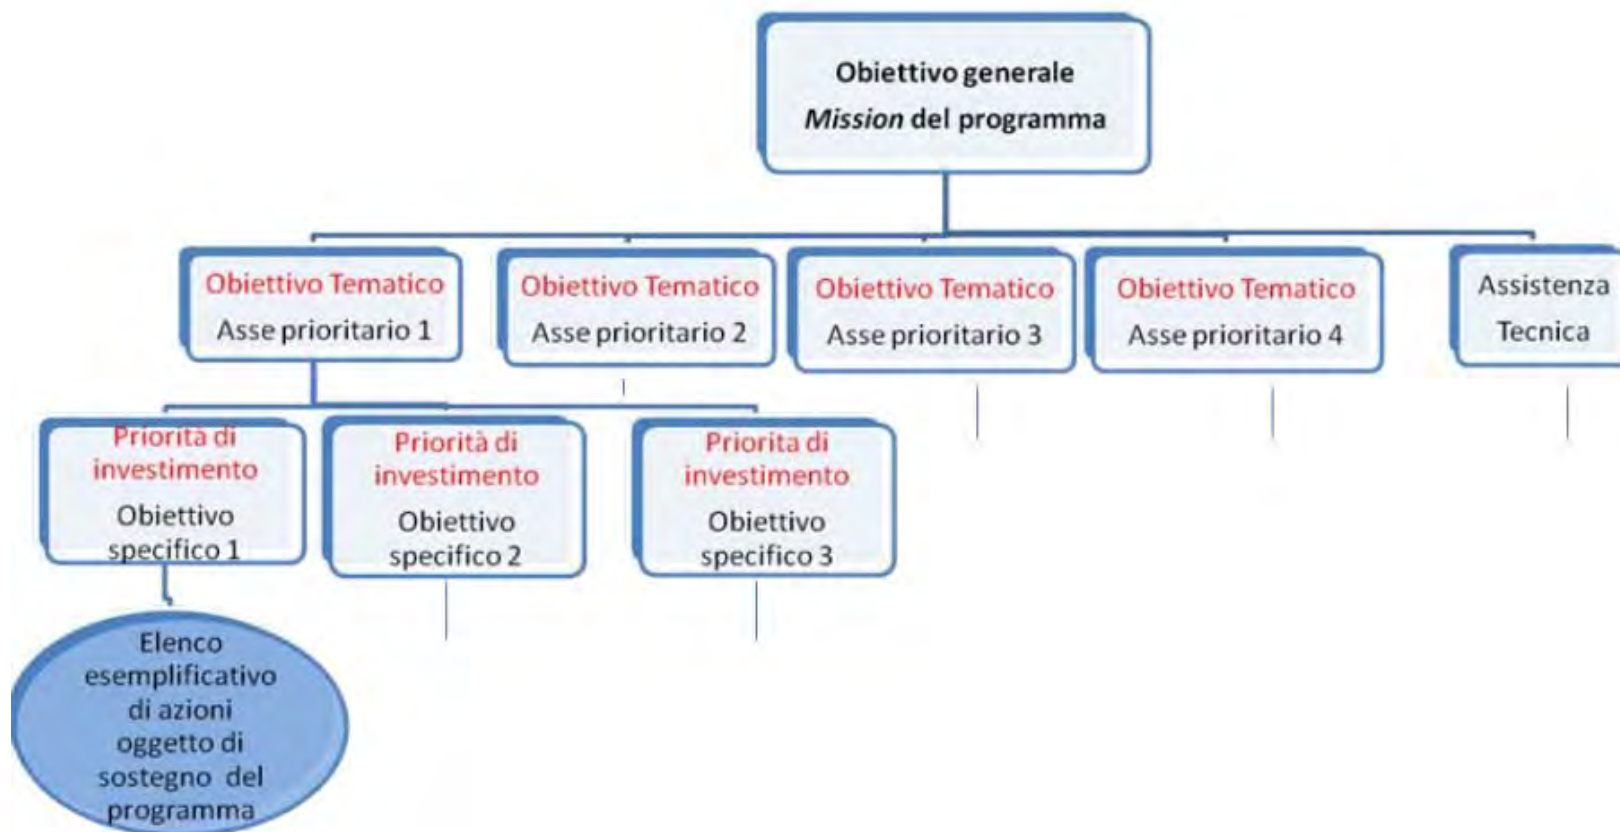 Obiettivo generale
Mission del programma
Obiettivo Tematico
Asse prioritario 1
Obiettivo Tematico
Asse prioritario 2
Obiettivo Tematico
Asse prioritario 3
Obiettivo Tematico
Asse prioritario 4
Assistenza
Tecnica
Priorità di
investimento
Obiettivo
specifico 1
Priorità di
investimento
Obiettivo
specifico 2
Priorita di
investimento
Obiettivo
specifico 3
Elenco
esemplificativo
di azioni
oggetto di
sostegno del
programma